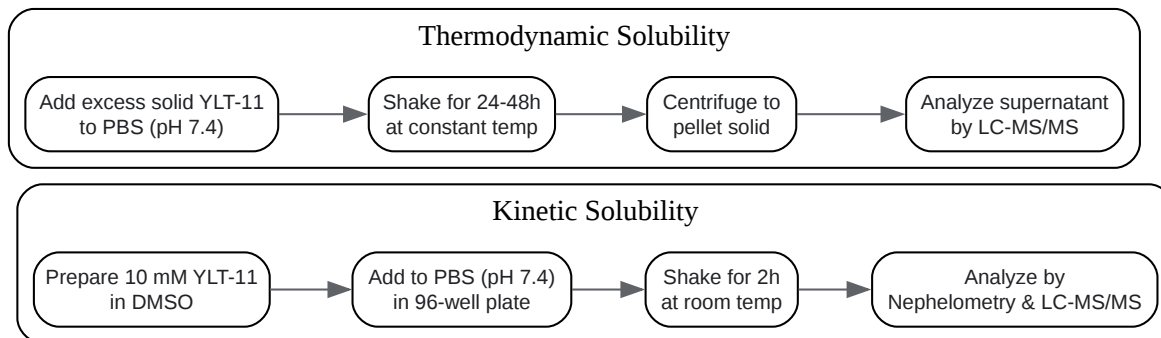 Thermodynamic Solubility
Add excess solid YLT-11
to PBS (pH 7.4)
Shake for 24-48h
at constant temp
Centrifuge to
pellet solid
Analyze supernatant
by LC-MS/MS
Kinetic Solubility
Prepare 10 mM YLT-11
in DMSO
Add to PBS (pH 7.4)
in 96-well plate
Shake for 2h
at room temp
Analyze by
Nephelometry & LC-MS/MS